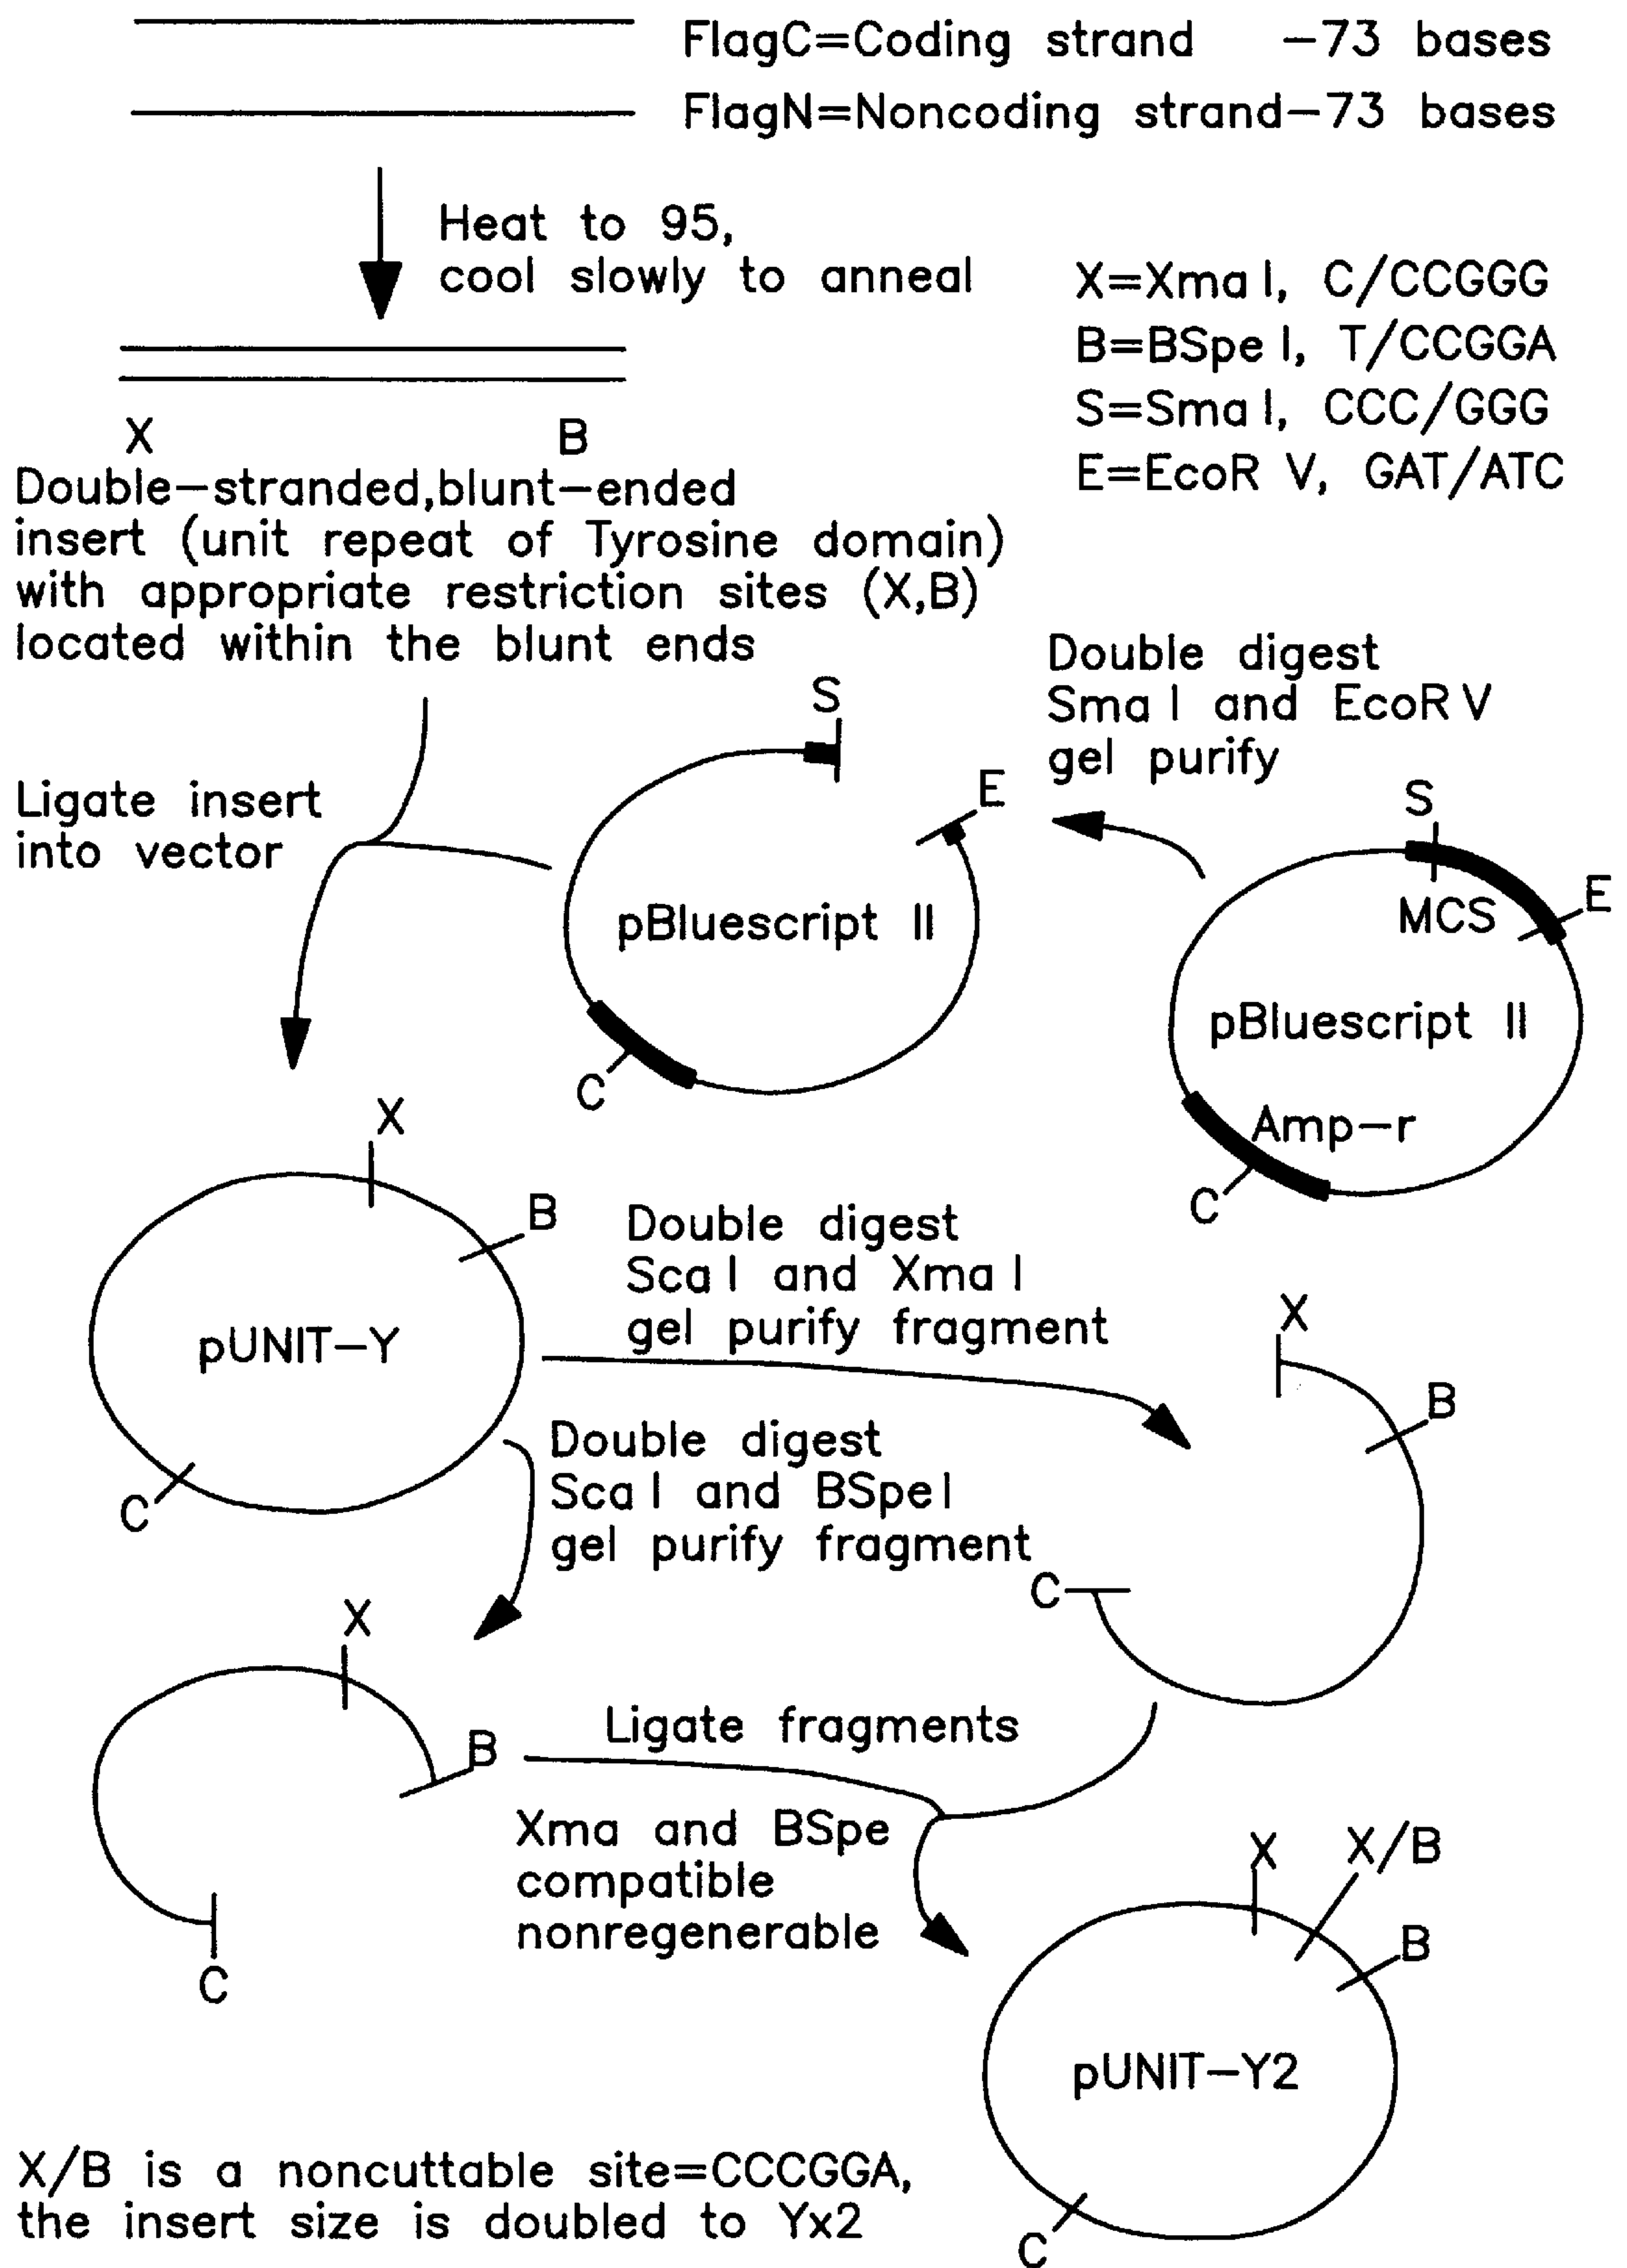 FlagC=Coding strand -73 bases
FlagN=Noncoding strand-73 bases
Heat to 95,
cool slowly to anneal
X=Xma I, C/CCGGG
B=BSpe I, T/CCGGA
S=Sma I, CCC/GGG
E=EcoR V, GAT/ATC
X
B
Double-stranded,blunt-ended
insert (unit repeat of Tyrosine domain)
with appropriate restriction sites (X,B)
located within the blunt ends
Double digest
Sma I and EcoR V
gel purify
Ligate insert
into vector
S
E
pBluescript II
C
S
MCS
E
pBluescript II
Amp-r
C
X
B
pUNIT-Y
C
Double digest
Sca I and Xma I
gel purify fragment
Double digest
Sca I and BSpe I
gel purify fragment
X
B
C
X
B
C
Ligate fragments
Xma and BSpe
compatible
nonregenerable
X
X/B
B
pUNIT-Y2
C
X/B is a noncuttable site=CCCGGA,
the insert size is doubled to Yx2